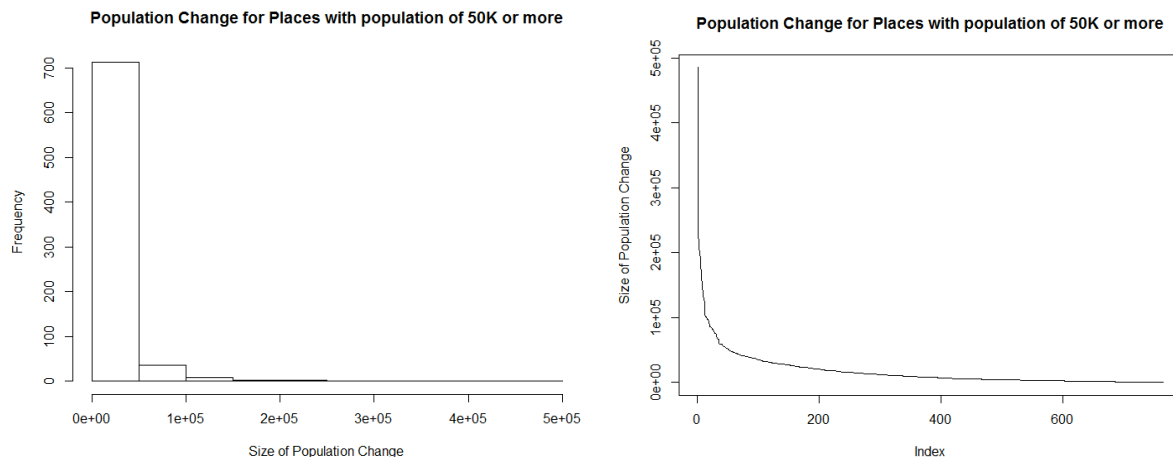 Population Change for Places with population of 50K or more
Frequency
700
600
500
400
300
200
100
0
0e+00 1e+05 2e+05 3e+05 4e+05 5e+05
Size of Population Change
Population Change for Places with population of 50K or more
Size of Population Change
5e+05
4e+05
3e+05
2e+05
1e+05
0e+00
0 200 400 600
Index